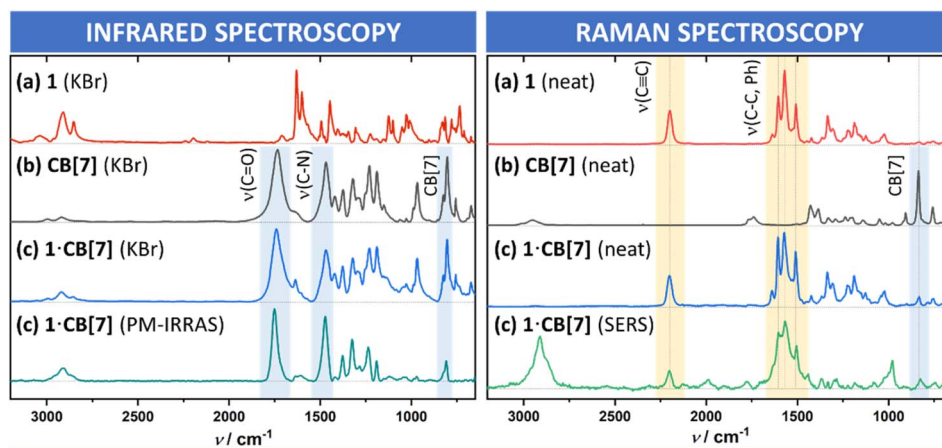 INFRARED SPECTROSCOPY
(a) 1 (KBr)
(b) CB[7] (KBr)
ν(C=O)
ν(C-N)
CB[7]
(c) 1·CB[7] (KBr)
(c) 1·CB[7] (PM-IRRAS)
3000 2500 2000 1500 1000
ν / cm⁻¹
RAMAN SPECTROSCOPY
(a) 1 (neat)
ν(C≡C)
ν(C-C, Ph)
(b) CB[7] (neat)
CB[7]
(c) 1·CB[7] (neat)
(c) 1·CB[7] (SERS)
3000 2500 2000 1500 1000
ν / cm⁻¹